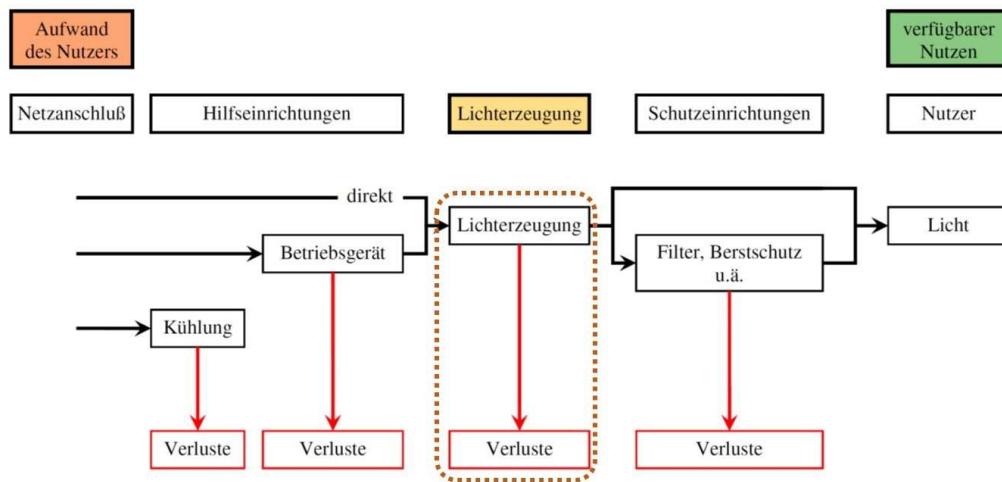 Aufwand
des Nutzers
verfügbarer
Nutzen
Netzanschluß
Hilfseinrichtungen
Lichterzeugung
Schutzeinrichtungen
Nutzer
direkt
Lichterzeugung
Licht
Betriebsgerät
Filter, Berstschutz
u.ä.
Kühlung
Verluste
Verluste
Verluste
Verluste